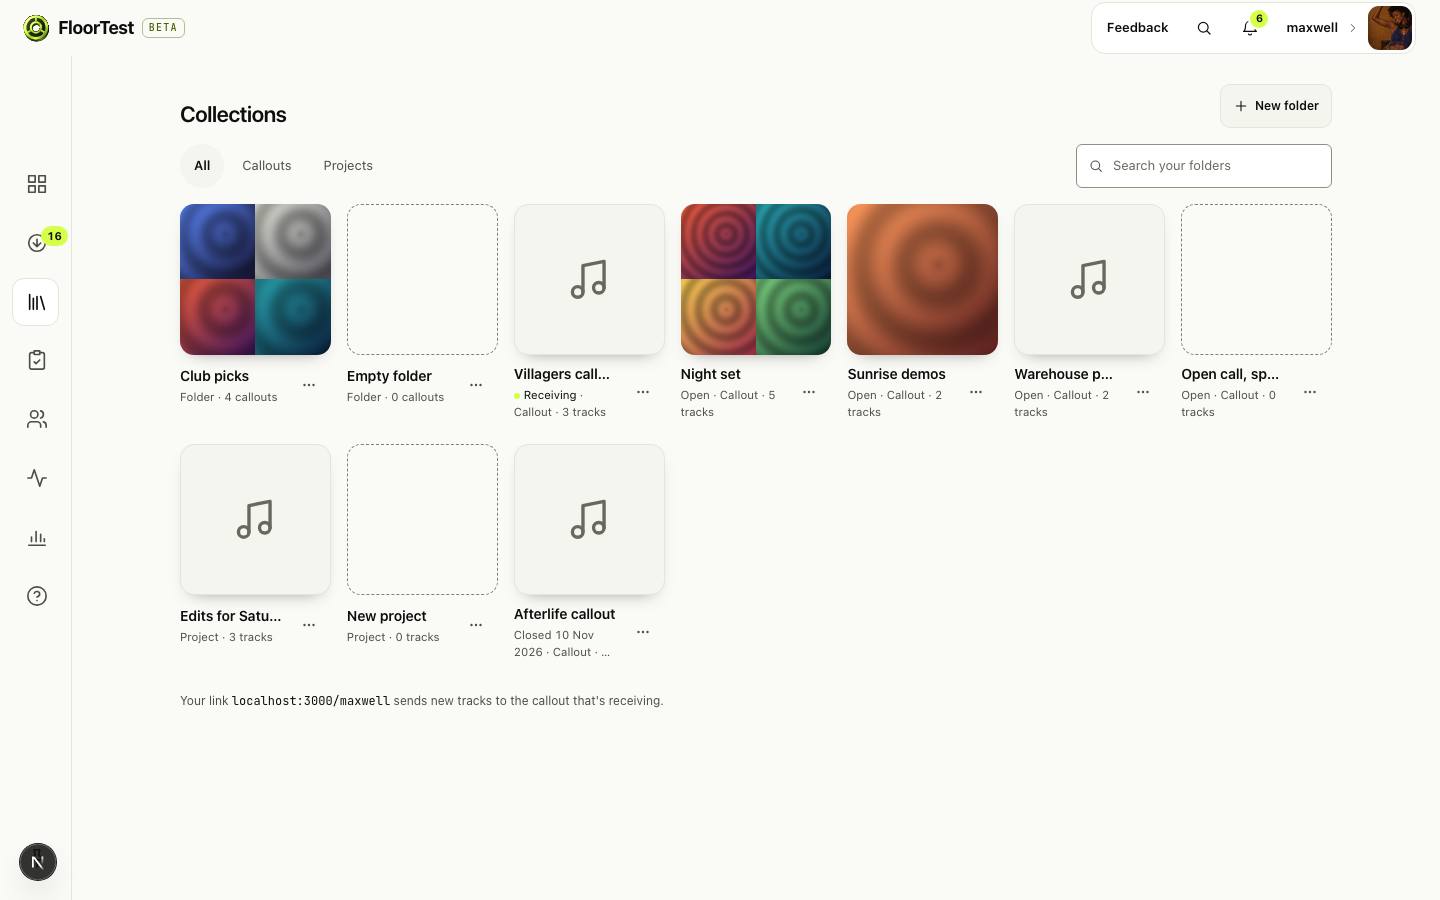 FloorTest BETA
Feedback 6 maxwell
Collections
New folder
All Callouts Projects
Search your folders
16
Club picks
Folder · 4 callouts
Empty folder
Folder · 0 callouts
Villagers call...
Receiving ·
Callout · 3 tracks
Night set
Open · Callout · 5
tracks
Sunrise demos
Open · Callout · 2
tracks
Warehouse p...
Open · Callout · 2
tracks
Open call, sp...
Open · Callout · 0
tracks
Edits for Satu...
Project · 3 tracks
New project
Project · 0 tracks
Afterlife callout
Closed 10 Nov
2026 · Callout · ...
Your link localhost:3000/maxwell sends new tracks to the callout that's receiving.
N